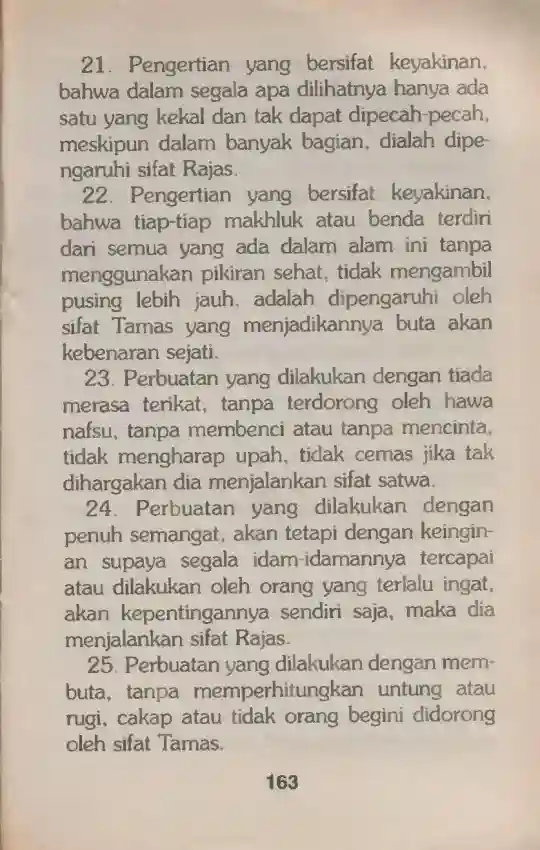 21. Pengertian yang bersifat keyakinan,
bahwa dalam segala apa dilihatnya hanya ada
satu yang kekal dan tak dapat dipecah-pecah,
meskipun dalam banyak bagian, dialah dipe-
ngaruhi sifat Rajas.
22. Pengertian yang bersifat keyakinan,
bahwa tiap-tiap makhluk atau benda terdiri
dari semua yang ada dalam alam ini tanpa
menggunakan pikiran sehat, tidak mengambil
pusing lebih jauh, adalah dipengaruhi oleh
sifat Tamas yang menjadikannya buta akan
kebenaran sejati.
23. Perbuatan yang dilakukan dengan tiada
merasa terikat, tanpa terdorong oleh hawa
nafsu, tanpa membenci atau tanpa mencinta,
tidak mengharap upah, tidak cemas jika tak
dihargakan dia menjalankan sifat satwa.
24. Perbuatan yang dilakukan dengan
penuh semangat, akan tetapi dengan keingin-
an supaya segala idam-idamannya tercapai
atau dilakukan oleh orang yang terlalu ingat,
akan kepentingannya sendiri saja, maka dia
menjalankan sifat Rajas.
25. Perbuatan yang dilakukan dengan mem-
buta, tanpa memperhitungkan untung atau
rugi, cakap atau tidak orang begini didorong
oleh sifat Tamas.
163